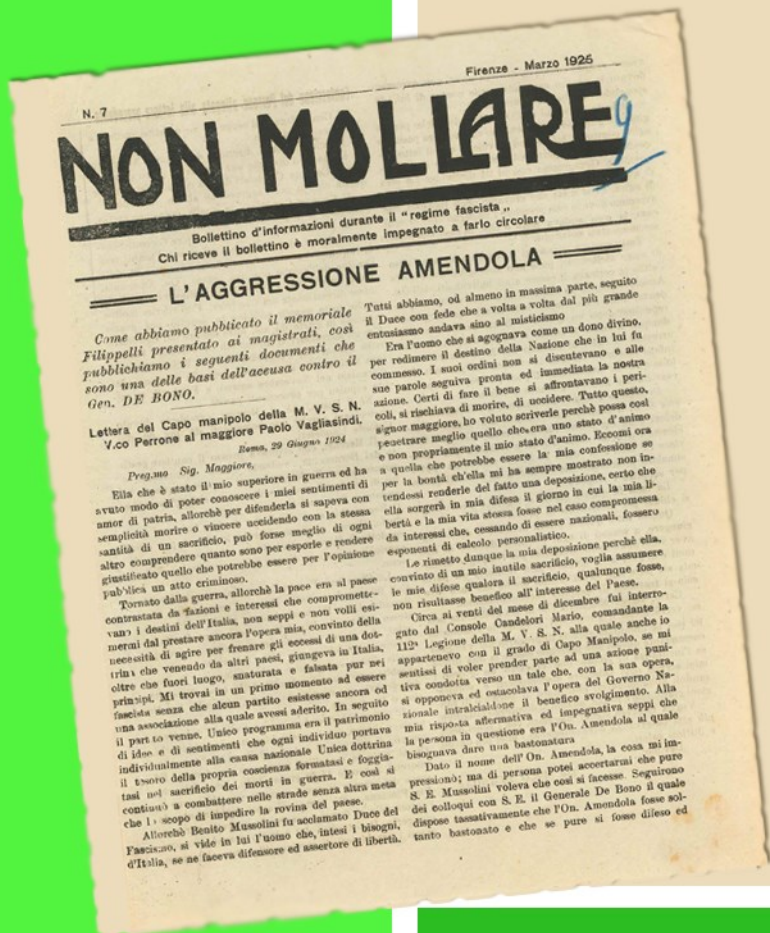 N. 7
Firenze - Marzo 1925
NON MOLLARE
9
Bollettino d'informazioni durante il "regime fascista„
Chi riceve il bollettino è moralmente impegnato a farlo circolare
L'AGGRESSIONE AMENDOLA
Come abbiamo pubblicato il memoriale
Filippelli presentato ai magistrati, così
pubblichiamo i seguenti documenti che
sono una delle basi dell'aceusa contro il
Gen. DE BONO.
Lettera del Capo manipolo della M. V. S. N.
V.co Perrone al maggiore Paolo Vagliasindi.
Roma, 29 Giugno 1924
Preg.mo Sig. Maggiore,
Ella che è stato il mio superiore in guerra ed ha
avuto modo di poter conoscere i miei sentimenti di
amor di patria, allorchè per difenderla si sapeva con
semplicità morire o vincere uccidendo con la stessa
santità di un sacrificio, può forse meglio di ogni
altro comprendere quanto sono per esporle e rendere
giustificato quello che potrebbe essere per l'opinione
pubblica un atto criminoso.
Tornato dalla guerra, allorchè la pace era al paese
contrastata da fazioni e interessi che compromette-
vano i destini dell'Italia, non seppi e non volli esi-
mermi dal prestare ancora l'opera mia, convinto della
necessità di agire per frenare gli eccessi di una dot-
trina che venendo da altri paesi, giungeva in Italia,
oltre che fuori luogo, snaturata e falsata pur nei
principi. Mi trovai in un primo momento ad essere
fascista senza che alcun partito esistesse ancora od
una associazione alla quale avessi aderito. In seguito
il partito venne. Unico programma era il patrimonio
di idee e di sentimenti che ogni individuo portava
individualmente alla causa nazionale Unica dottrina
il tesoro della propria coscienza formatasi e foggia-
tasi nel sacrificio dei morti in guerra. E così si
continuò a combattere nelle strade senza altra meta
che lo scopo di impedire la rovina del paese.
Allorchè Benito Mussolini fu acclamato Duce del
Fascismo, si vide in lui l'uomo che, intesi i bisogni,
d'Italia, se ne faceva difensore ed assertore di libertà.
Tutti abbiamo, od almeno in massima parte, seguito
il Duce con fede che a volta a volta dal più grande
entusiasmo andava sino al misticismo
Era l'uomo che si agognava come un dono divino,
per redimere il destino della Nazione che in lui fu
commesso. I suoi ordini non si discutevano e alle
sue parole seguiva pronta ed immediata la nostra
azione. Certi di fare il bene si affrontavano i peri-
coli, si rischiava di morire, di uccidere. Tutto questo,
signor maggiore, ho voluto scriverle perchè possa così
penetrare meglio quello che era uno stato d'animo
e non propriamente il mio stato d'animo. Eccomi ora
a quella che potrebbe essere la mia confessione se
per la bontà ch'ella mi ha sempre mostrato non in-
tendessi renderle del fatto una deposizione, certo che
ella sorgerà in mia difesa il giorno in cui la mia li-
bertà e la mia vita stessa fosse nel caso compromessa
da interessi che, cessando di essere nazionali, fossero
esponenti di calcolo personalistico.
Le rimetto dunque la mia deposizione perchè ella,
convinto di un mio inutile sacrificio, voglia assumere
le mie difese qualora il sacrificio, qualunque fosse,
non risultasse benefico all'interesse del Paese.
Circa ai venti del mese di dicembre fui interro-
gato dal Console Candelori Mario, comandante la
112ª Legione della M. V. S. N. alla quale anche io
appartenevo con il grado di Capo Manipolo, se mi
sentissi di voler prender parte ad una azione puni-
tiva condotta verso un tale che, con la sua opera,
si opponeva ed ostacolava l'opera del Governo Na-
zionale intralciandone il benefico svolgimento. Alla
mia risposta affermativa ed impegnativa seppi che
la persona in questione era l'On. Amendola al quale
bisognava dare una bastonatura
Dato il nome dell'On. Amendola, la cosa mi im-
pressionò; ma di persona potei accertarmi che pure
S. E. Mussolini voleva che così si facesse. Seguirono
dei colloqui con S. E. il Generale De Bono il quale
dispose tassativamente che l'On. Amendola fosse sol-
tanto bastonato e che se pure si fosse difeso ed